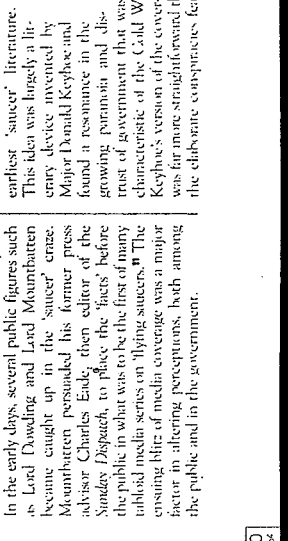 In the early days, several public figures such
as Lord Dowding and Lord Mountbatten
became caught up in the 'saucer' craze.
Mountbatten persuaded his former press
advisor Charles Eade, then editor of the
Sunday Dispatch, to place the 'facts' before
the public in what was to be the first of many
tabloid media series on 'flying saucers.'¹¹ The
ensuing blitz of media coverage was a major
factor in altering perceptions, both among
the public and in the government.
earliest 'saucer' literature.
This idea was largely a lit-
erary device invented by
Major Donald Keyhoe and
found a resonance in the
growing paranoia and dis-
trust of government that was
characteristic of the Cold W
Keyhoe's version of the cover-
was far more straightforward th
the elaborate conspiracies fea